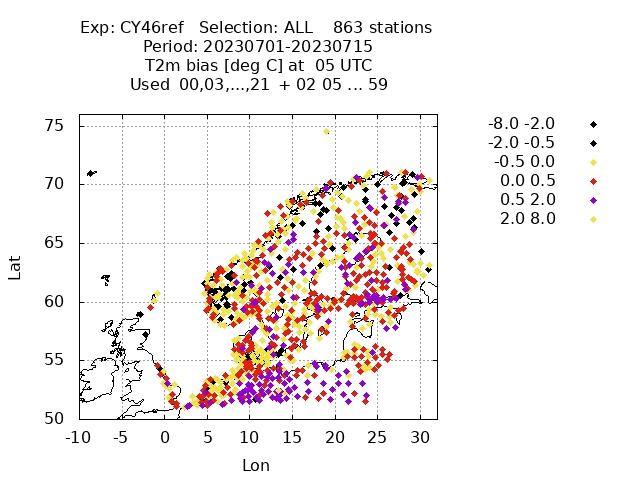 Exp: CY46ref   Selection: ALL    863 stations
Period: 20230701-20230715
T2m bias [deg C] at  05 UTC
Used  00,03,...,21  + 02 05 ... 59
-8.0 -2.0
-2.0 -0.5
-0.5 0.0
0.0 0.5
0.5 2.0
2.0 8.0
75
70
65
60
55
50
Lat
-10 -5 0 5 10 15 20 25 30
Lon